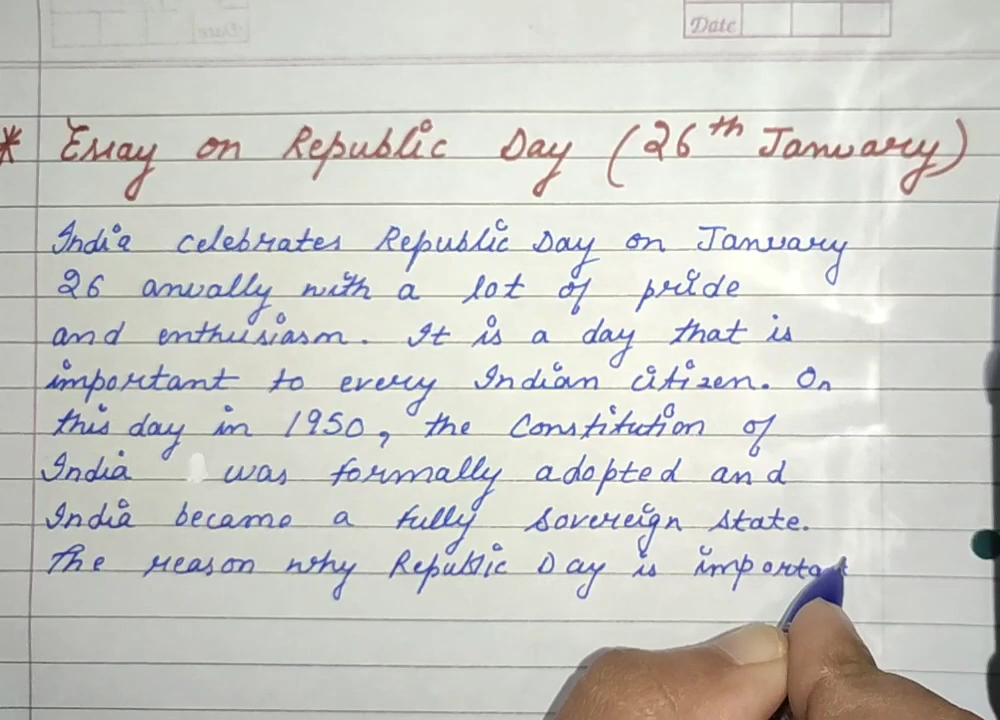 Date
* Essay on Republic Day (26th January)
India celebrates Republic Day on January
26 anually with a lot of pride
and enthusiasm. It is a day that is
important to every Indian citizen. On
this day in 1950, the Constitution of
India was formally adopted and
India became a fully sovereign state.
The reason why Republic Day is important